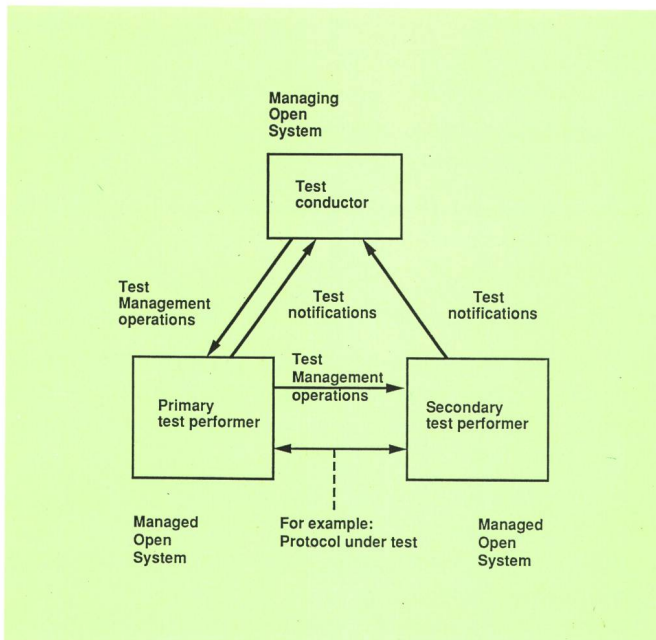 Managing
Open
System
Test
conductor
Test
Management
operations
Test
notifications
Test
notifications
Test
Management
operations
Primary
test performer
Secondary
test performer
Managed
Open
System
For example:
Protocol under test
Managed
Open
System